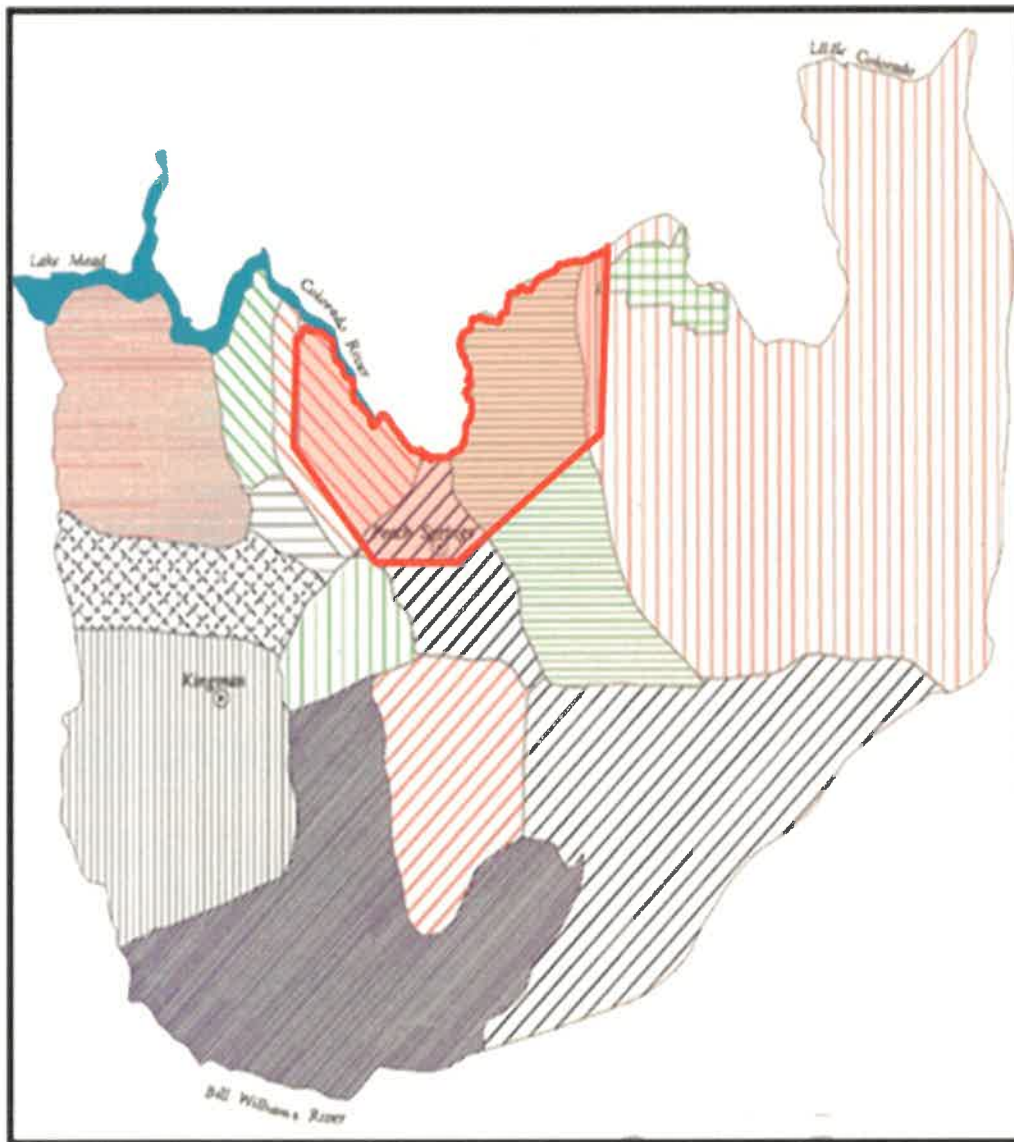 Little Colorado
Lake Mead
Colorado River
Peach Springs
Kingman
Bill Williams River